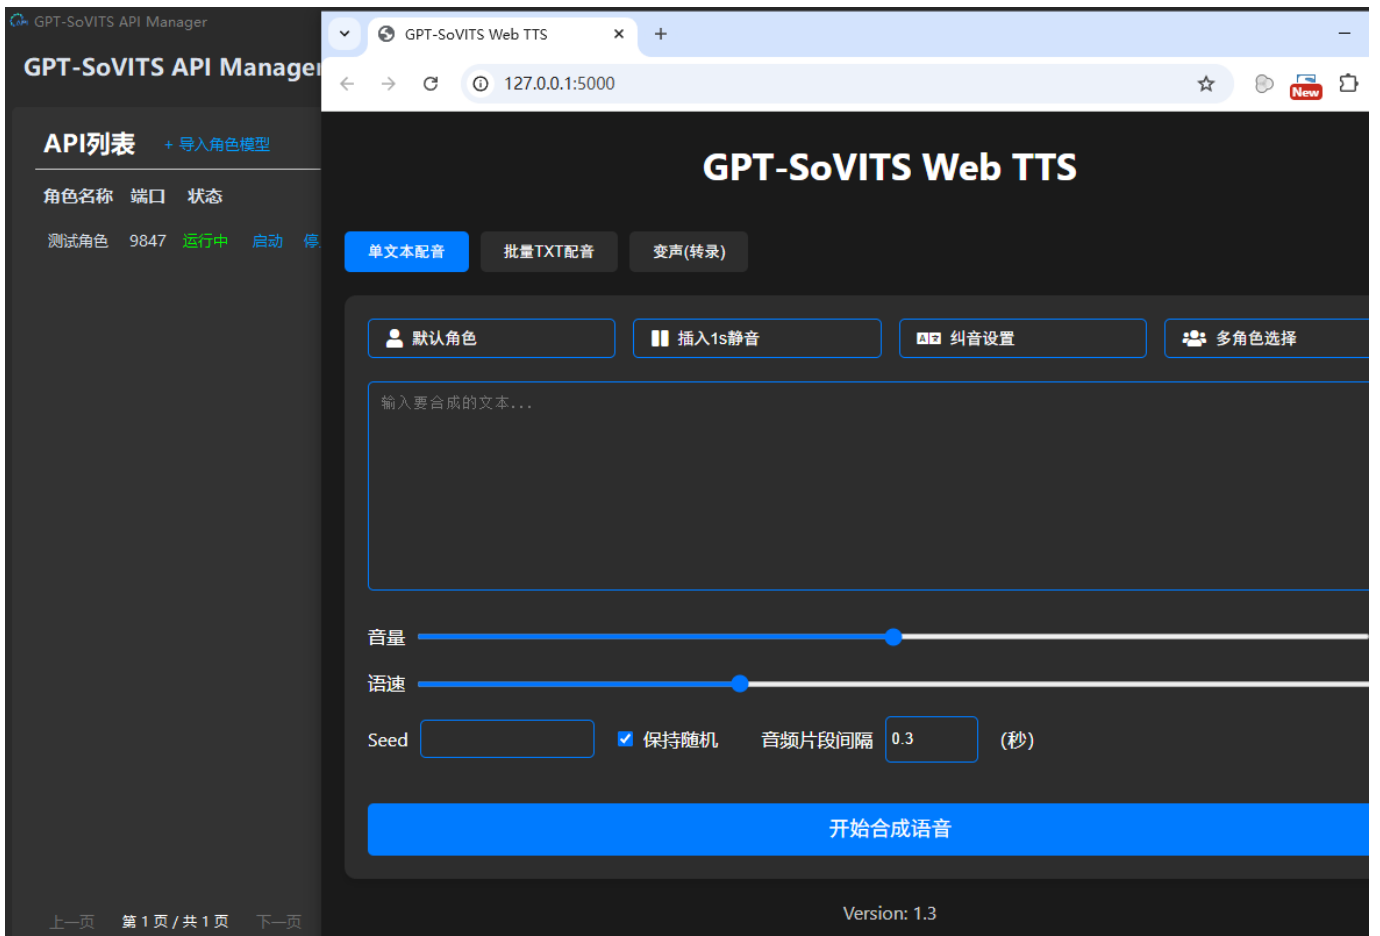 GPT-SoVITS API Manager
GPT-SoVITS API Manager
API列表 + 导入角色模型
角色名称 端口 状态
测试角色 9847 运行中 启动 停
上一页 第 1 页 / 共 1 页 下一页
GPT-SoVITS Web TTS
127.0.0.1:5000
New
GPT-SoVITS Web TTS
单文本配音 批量TXT配音 变声(转录)
默认角色 插入1s静音 纠音设置 多角色选择
输入要合成的文本...
音量
语速
Seed 保持随机 音频片段间隔 0.3 (秒)
开始合成语音
Version: 1.3